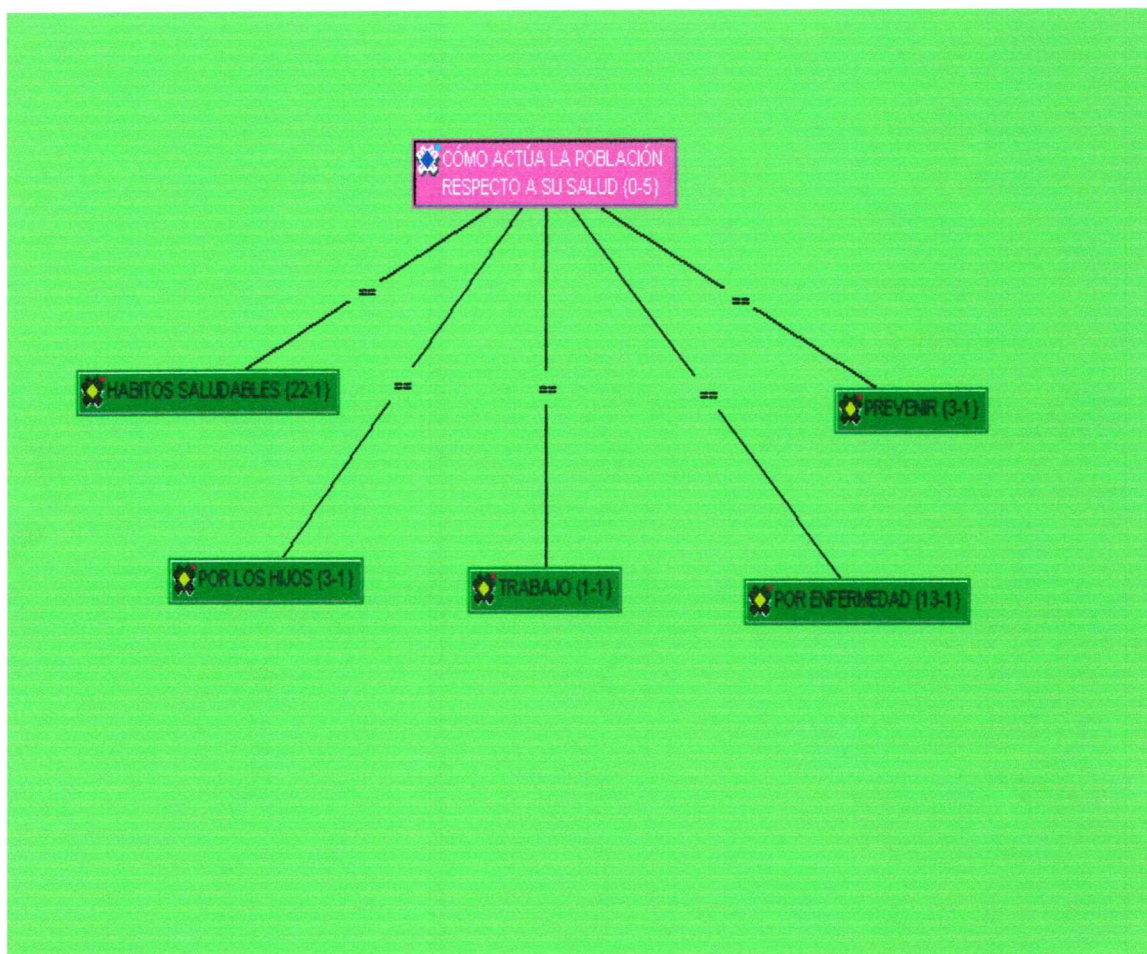 CÓMO ACTÚA LA POBLACIÓN
RESPECTO A SU SALUD {0-5}
==
==
==
==
==
HABITOS SALUDABLES {22-1}
PREVENIR {3-1}
POR LOS HIJOS {3-1}
TRABAJO {1-1}
POR ENFERMEDAD {13-1}